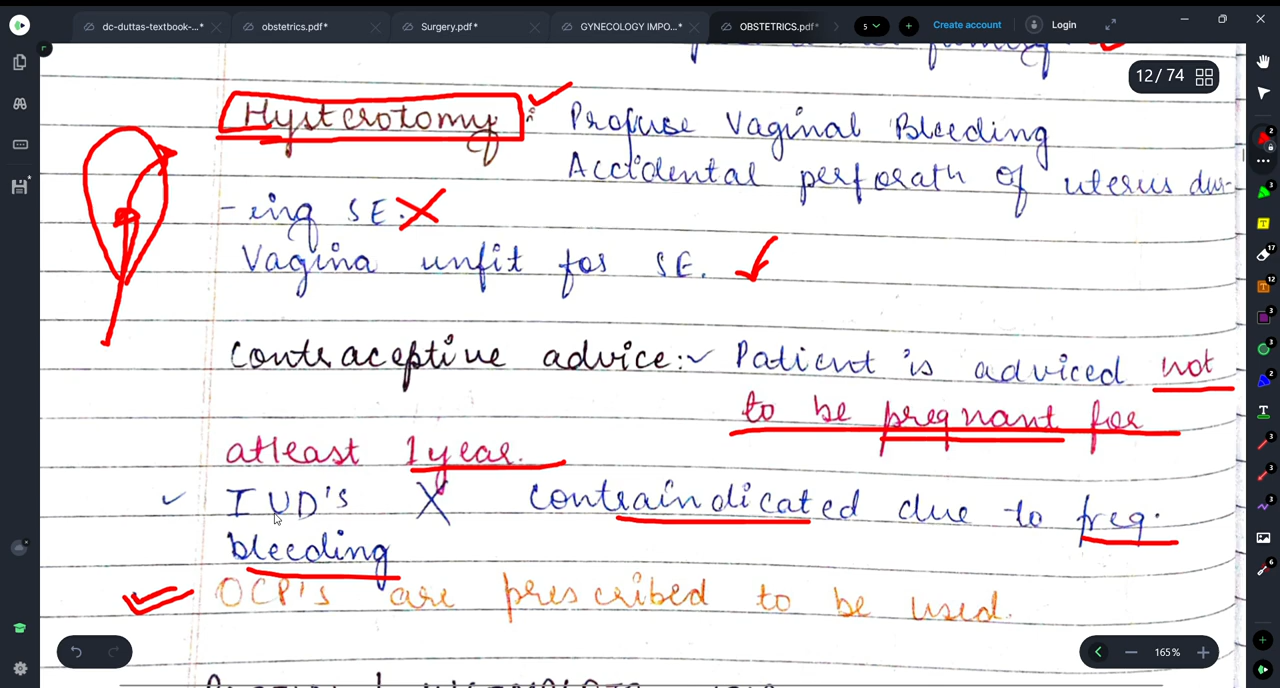 dc-duttas-textbook-...*
obstetrics.pdf*
Surgery.pdf*
GYNECOLOGY IMPO...*
OBSTETRICS.pdf*
5
Create account
Login
12 / 74
Hysterotomy : Profuse Vaginal Bleeding
Accidental perforatn of uterus dur-
-ing SE. X
Vagina unfit for SE.
Contraceptive advice:- Patient is adviced not
to be pregnant for
atleast 1 year.
IUD's X contraindicated due to freq.
bleeding
OCP's are prescribed to be used.
165%